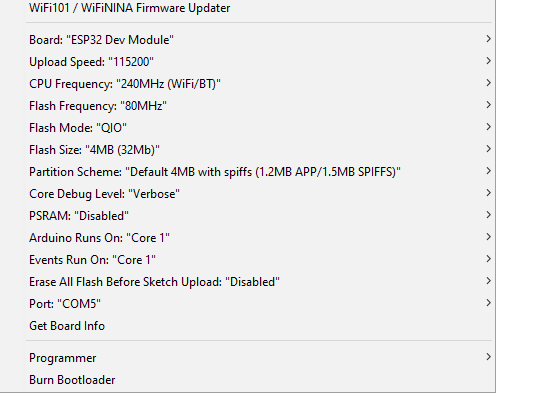 WiFi101 / WiFiNINA Firmware Updater
Board: "ESP32 Dev Module"
Upload Speed: "115200"
CPU Frequency: "240MHz (WiFi/BT)"
Flash Frequency: "80MHz"
Flash Mode: "QIO"
Flash Size: "4MB (32Mb)"
Partition Scheme: "Default 4MB with spiffs (1.2MB APP/1.5MB SPIFFS)"
Core Debug Level: "Verbose"
PSRAM: "Disabled"
Arduino Runs On: "Core 1"
Events Run On: "Core 1"
Erase All Flash Before Sketch Upload: "Disabled"
Port: "COM5"
Get Board Info
Programmer
Burn Bootloader